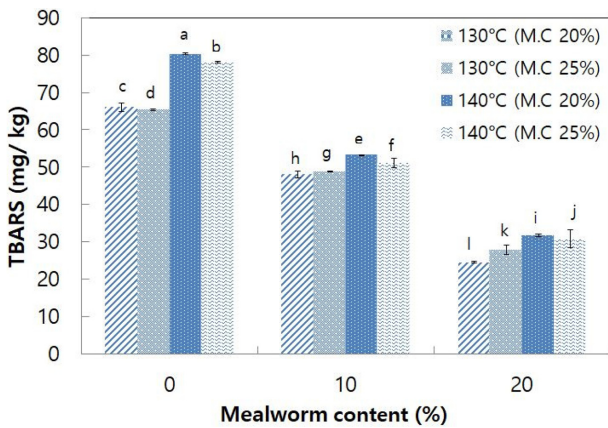 90
80
70
60
50
40
30
20
10
0
TBARS (mg/ kg)
130°C (M.C 20%)
130°C (M.C 25%)
140°C (M.C 20%)
140°C (M.C 25%)
c d a b
h g e f
l k i j
0 10 20
Mealworm content (%)